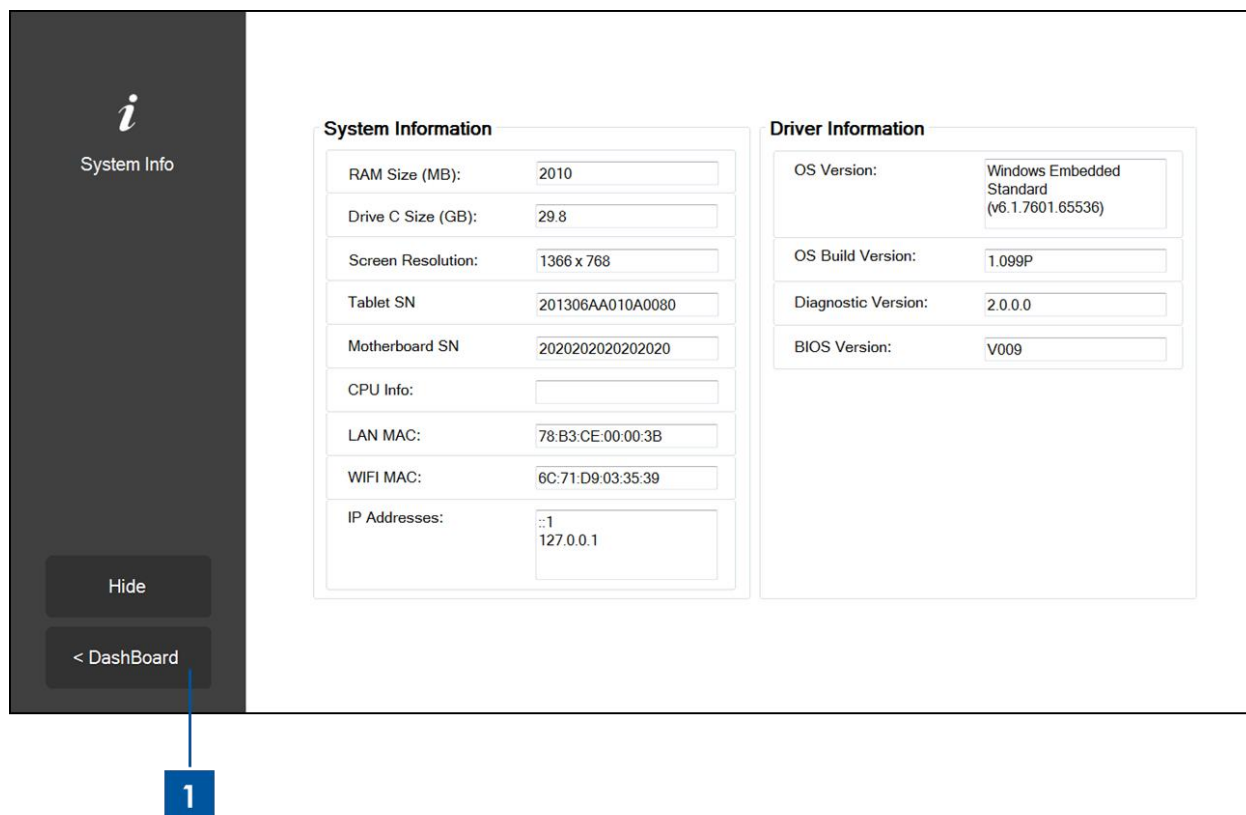 i
System Info
Hide
< DashBoard
System Information
RAM Size (MB): 2010
Drive C Size (GB): 29.8
Screen Resolution: 1366 x 768
Tablet SN 201306AA010A0080
Motherboard SN 2020202020202020
CPU Info:
LAN MAC: 78:B3:CE:00:00:3B
WIFI MAC: 6C:71:D9:03:35:39
IP Addresses: ::1
127.0.0.1
Driver Information
OS Version: Windows Embedded
Standard
(v6.1.7601.65536)
OS Build Version: 1.099P
Diagnostic Version: 2.0.0.0
BIOS Version: V009
1